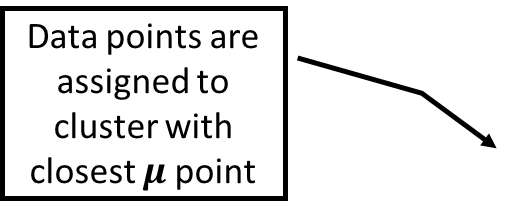 Data points are
assigned to
cluster with
closest μ point